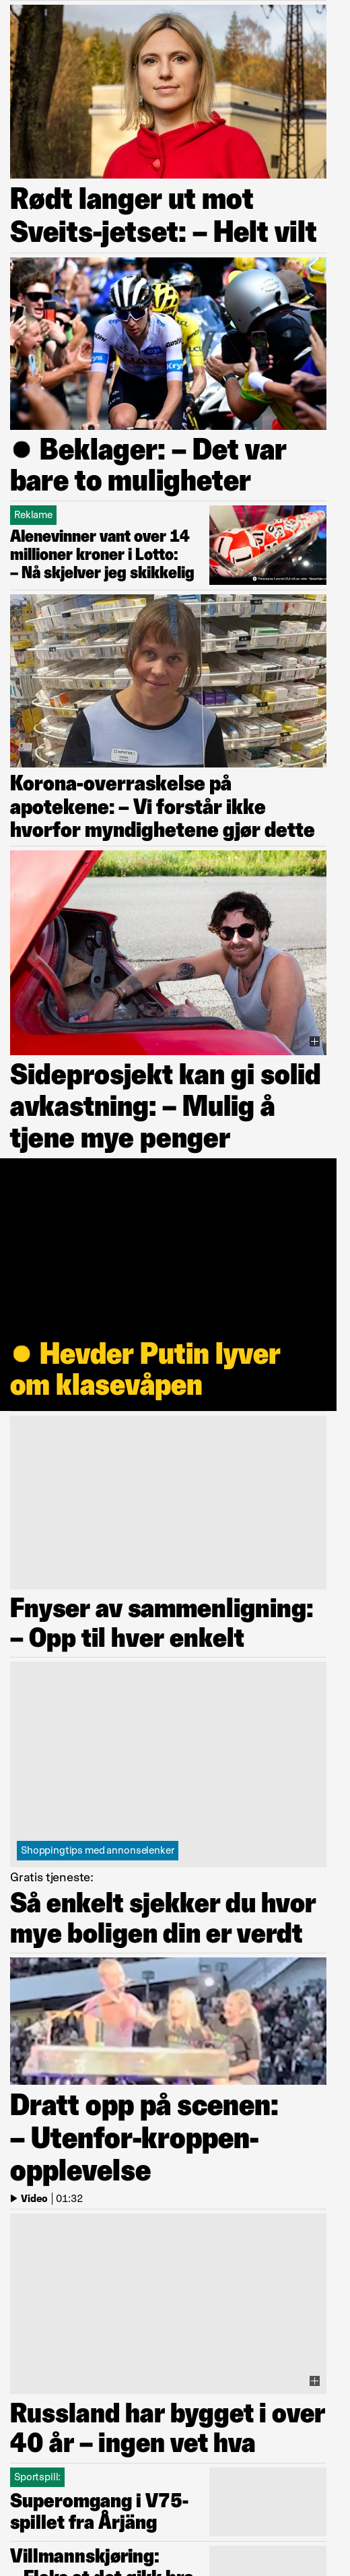 Rødt langer ut mot
Sveits-jetset: – Helt vilt
Beklager: – Det var
bare to muligheter
Reklame
Alenevinner vant over 14
millioner kroner i Lotto:
– Nå skjelver jeg skikkelig
Korona-overraskelse på
apotekene: – Vi forstår ikke
hvorfor myndighetene gjør dette
Sideprosjekt kan gi solid
avkastning: – Mulig å
tjene mye penger
Hevder Putin lyver
om klasevåpen
Fnyser av sammenligning:
– Opp til hver enkelt
Shoppingtips med annonselenker
Gratis tjeneste:
Så enkelt sjekker du hvor
mye boligen din er verdt
Dratt opp på scenen:
– Utenfor-kroppen-
opplevelse
Video | 01:32
Russland har bygget i over
40 år – ingen vet hva
Sportspill:
Superomgang i V75-
spillet fra Årjäng
Villmannskjøring: